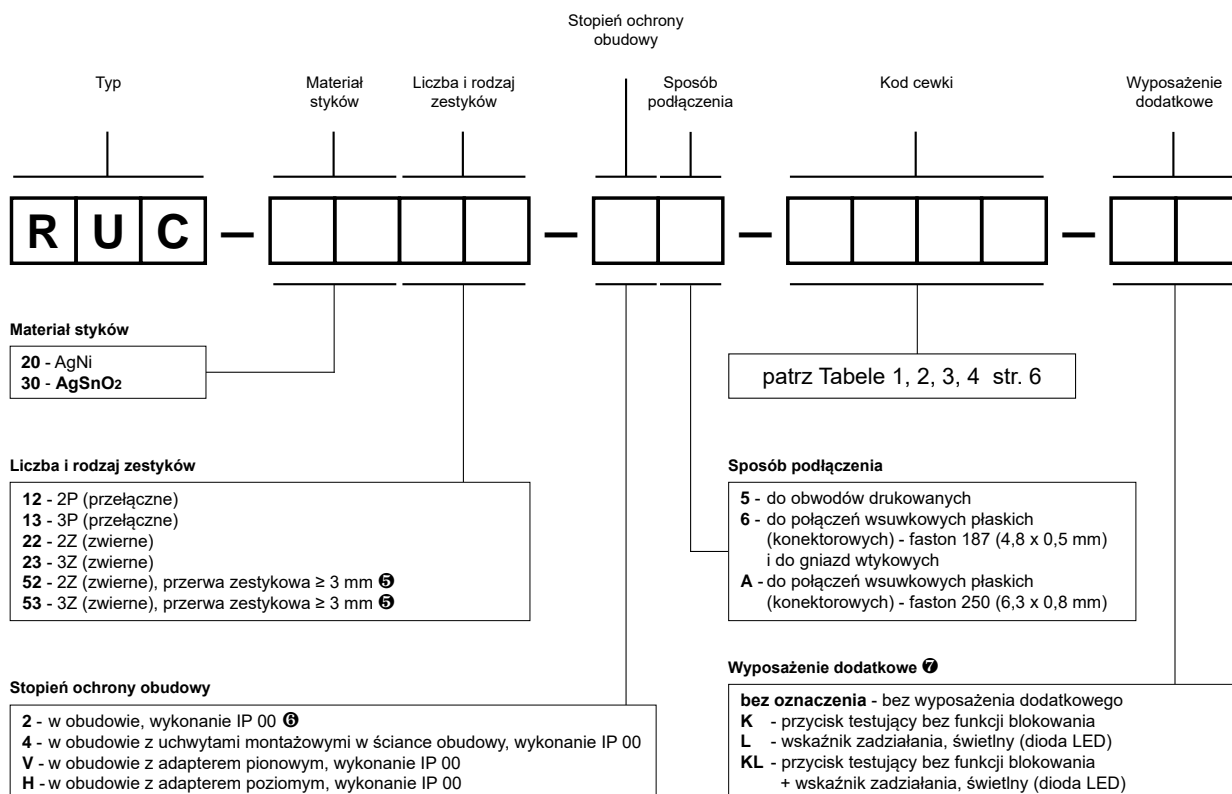 Stopień ochrony
obudowy
Typ
Materiał
styków
Liczba i rodzaj
zestyków
Sposób
podłączenia
Kod cewki
Wyposażenie
dodatkowe
R U C – – – –
Materiał styków
20 - AgNi
30 - AgSnO2
patrz Tabele 1, 2, 3, 4 str. 6
Liczba i rodzaj zestyków
12 - 2P (przełączne)
13 - 3P (przełączne)
22 - 2Z (zwierne)
23 - 3Z (zwierne)
52 - 2Z (zwierne), przerwa zestykowa ≥ 3 mm ❺
53 - 3Z (zwierne), przerwa zestykowa ≥ 3 mm ❺
Sposób podłączenia
5 - do obwodów drukowanych
6 - do połączeń wsuwkowych płaskich
(konektorowych) - faston 187 (4,8 x 0,5 mm)
i do gniazd wtykowych
A - do połączeń wsuwkowych płaskich
(konektorowych) - faston 250 (6,3 x 0,8 mm)
Stopień ochrony obudowy
2 - w obudowie, wykonanie IP 00 ❻
4 - w obudowie z uchwytami montażowymi w ściance obudowy, wykonanie IP 00
V - w obudowie z adapterem pionowym, wykonanie IP 00
H - w obudowie z adapterem poziomym, wykonanie IP 00
Wyposażenie dodatkowe ❼
bez oznaczenia - bez wyposażenia dodatkowego
K - przycisk testujący bez funkcji blokowania
L - wskaźnik zadziałania, świetlny (dioda LED)
KL - przycisk testujący bez funkcji blokowania
+ wskaźnik zadziałania, świetlny (dioda LED)